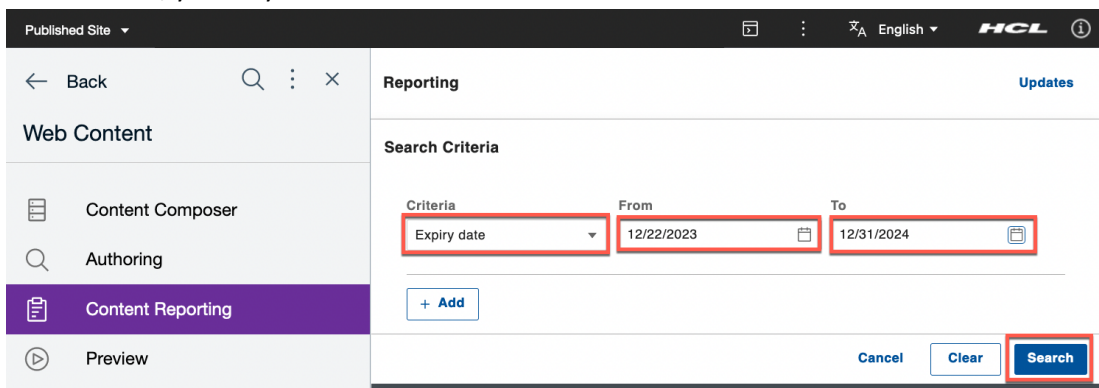 Published Site
English
HCL
Back
Web Content
Content Composer
Authoring
Content Reporting
Preview
Reporting
Updates
Search Criteria
Criteria
From
To
Expiry date
12/22/2023
12/31/2024
+ Add
Cancel
Clear
Search